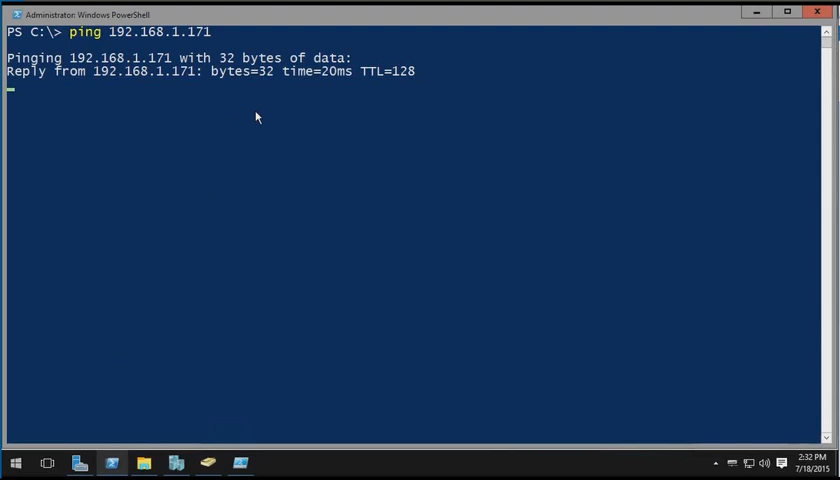 Administrator: Windows PowerShell
PS C:\> ping 192.168.1.171
Pinging 192.168.1.171 with 32 bytes of data:
Reply from 192.168.1.171: bytes=32 time=20ms TTL=128
2:32 PM
7/18/2015